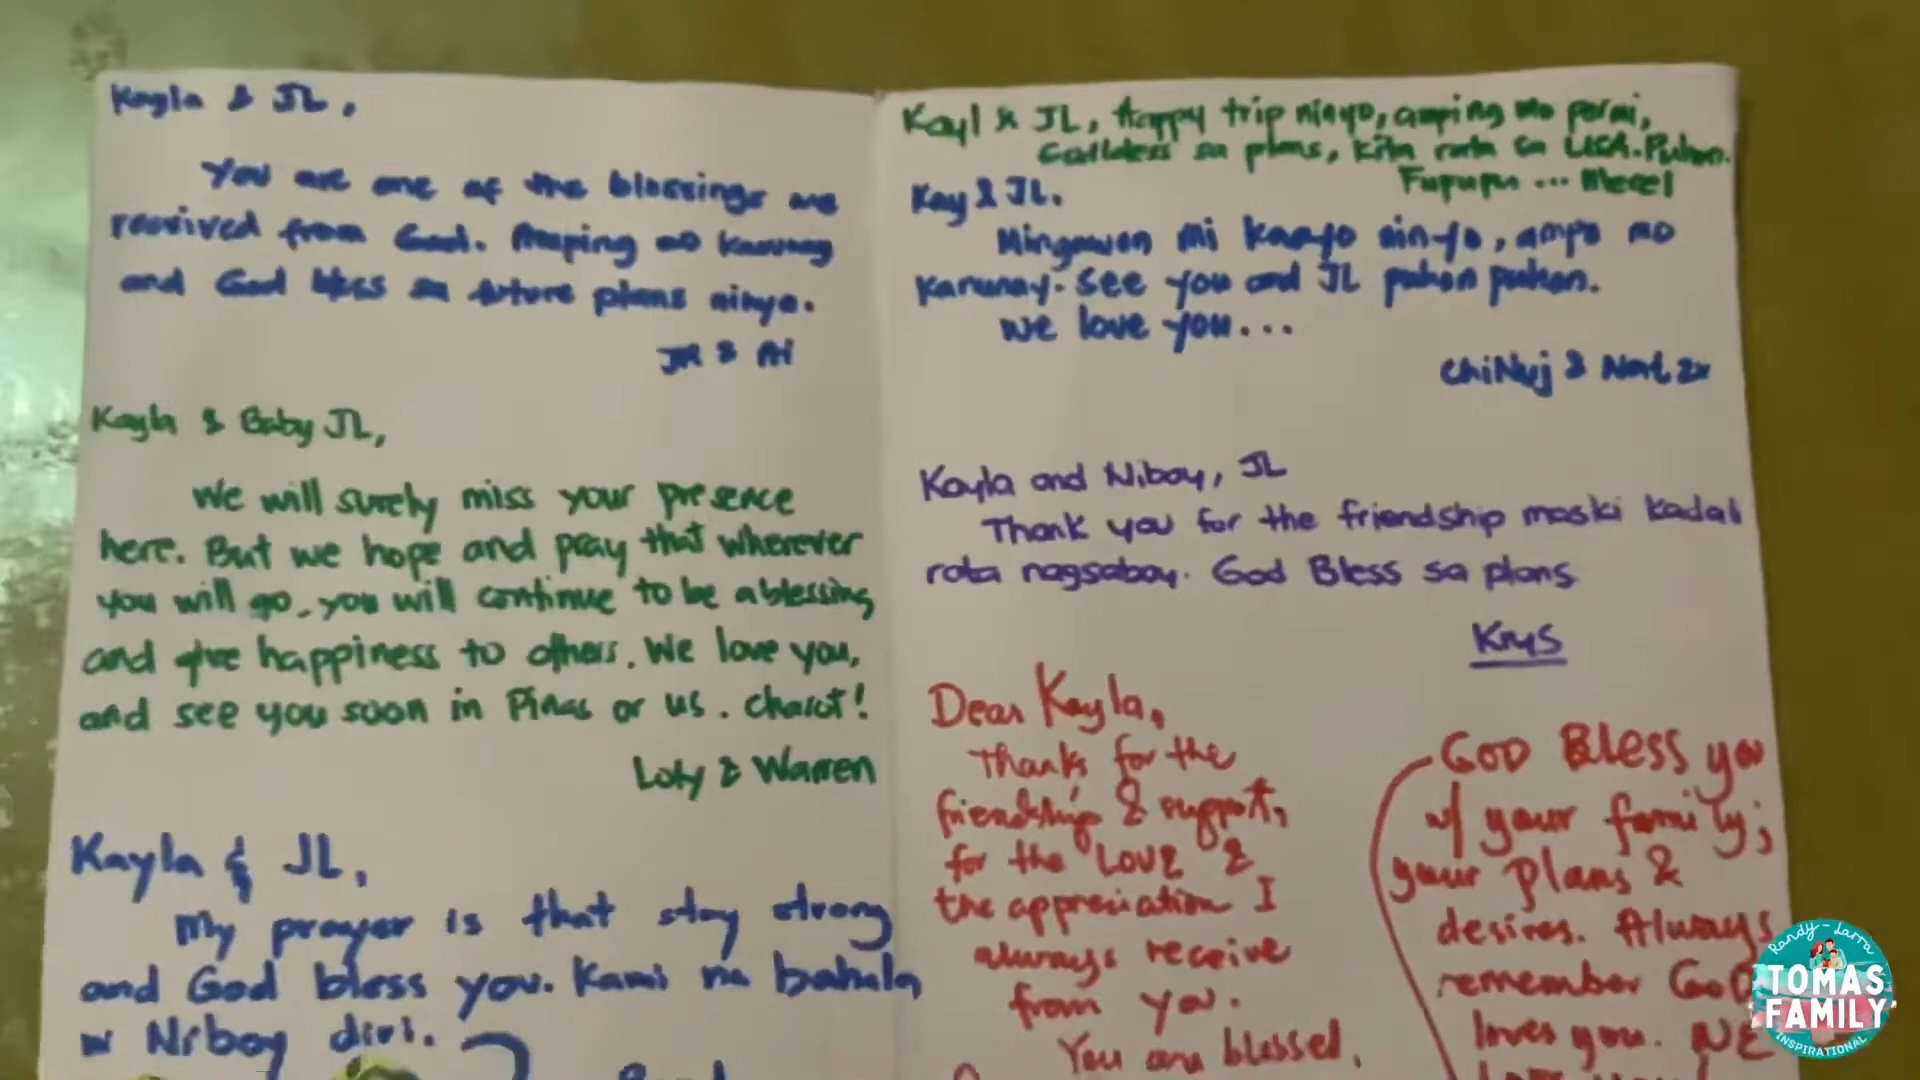 Kayla & JL,
You are one of the blessings we
received from God. Amping mo kanunay
and God bless sa future plans ninyo.
JR & Ai
Kayla & Baby JL,
We will surely miss your presence
here. But we hope and pray that wherever
you will go, you will continue to be a blessing
and give happiness to others. We love you,
and see you soon in Pinas or US. Charot!
Loty & Warren
Kayla & JL,
My prayer is that stay strong
and God bless you. Kami na bahala
w Niboy diri.
Kayl & JL, Happy trip ninyo, amping mo permi,
Godbless sa plans, kita rata sa USA. Puhon.
Mecel
Kay & JL.
Mingawon mi kaayo ninyo, amps mo
kanunay. See you and JL puhon puhon.
We love you...
Kayla and Niboy, JL
Thank you for the friendship maski kadali
rata nagsabay. God Bless sa plans
Krys
Dear Kayla,
Thanks for the
friendship & support,
for the Love &
the appreciation I
always receive
from you.
You are blessed.
God Bless you
w/ your family;
your plans &
desires. Always
remember God
loves you. WE
Randy - Larra
TOMAS
FAMILY
INSPIRATIONAL